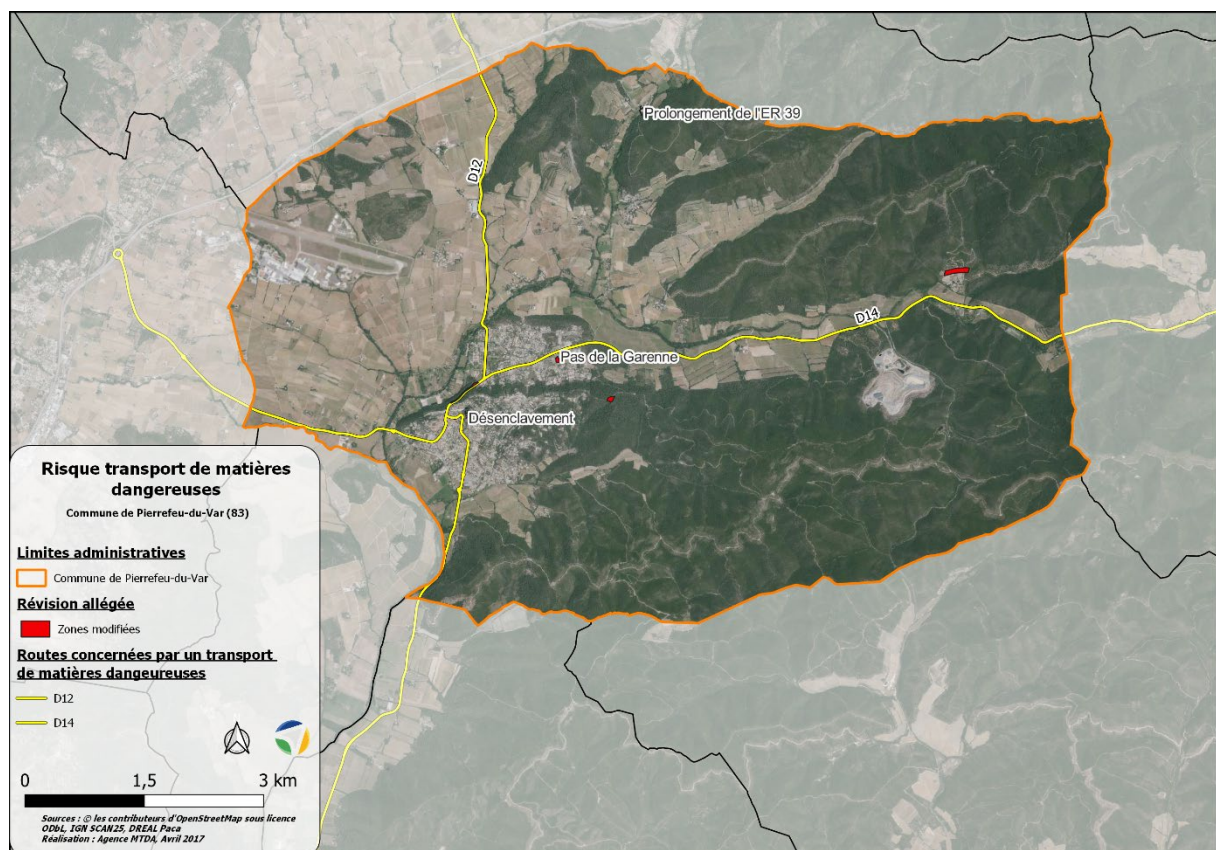 Prolongement de l'ER 39
D12
D14
Pas de la Garenne
Désenclavement
Risque transport de matières
dangereuses
Commune de Pierrefeu-du-Var (83)
Limites administratives
Commune de Pierrefeu-du-Var
Révision allégée
Zones modifiées
Routes concernées par un transport
de matières dangeureuses
D12
D14
0 1,5 3 km
Sources : © les contributeurs d'OpenStreetMap sous licence
ODbL, IGN SCAN25, DREAL Paca
Réalisation : Agence MTDA, Avril 2017